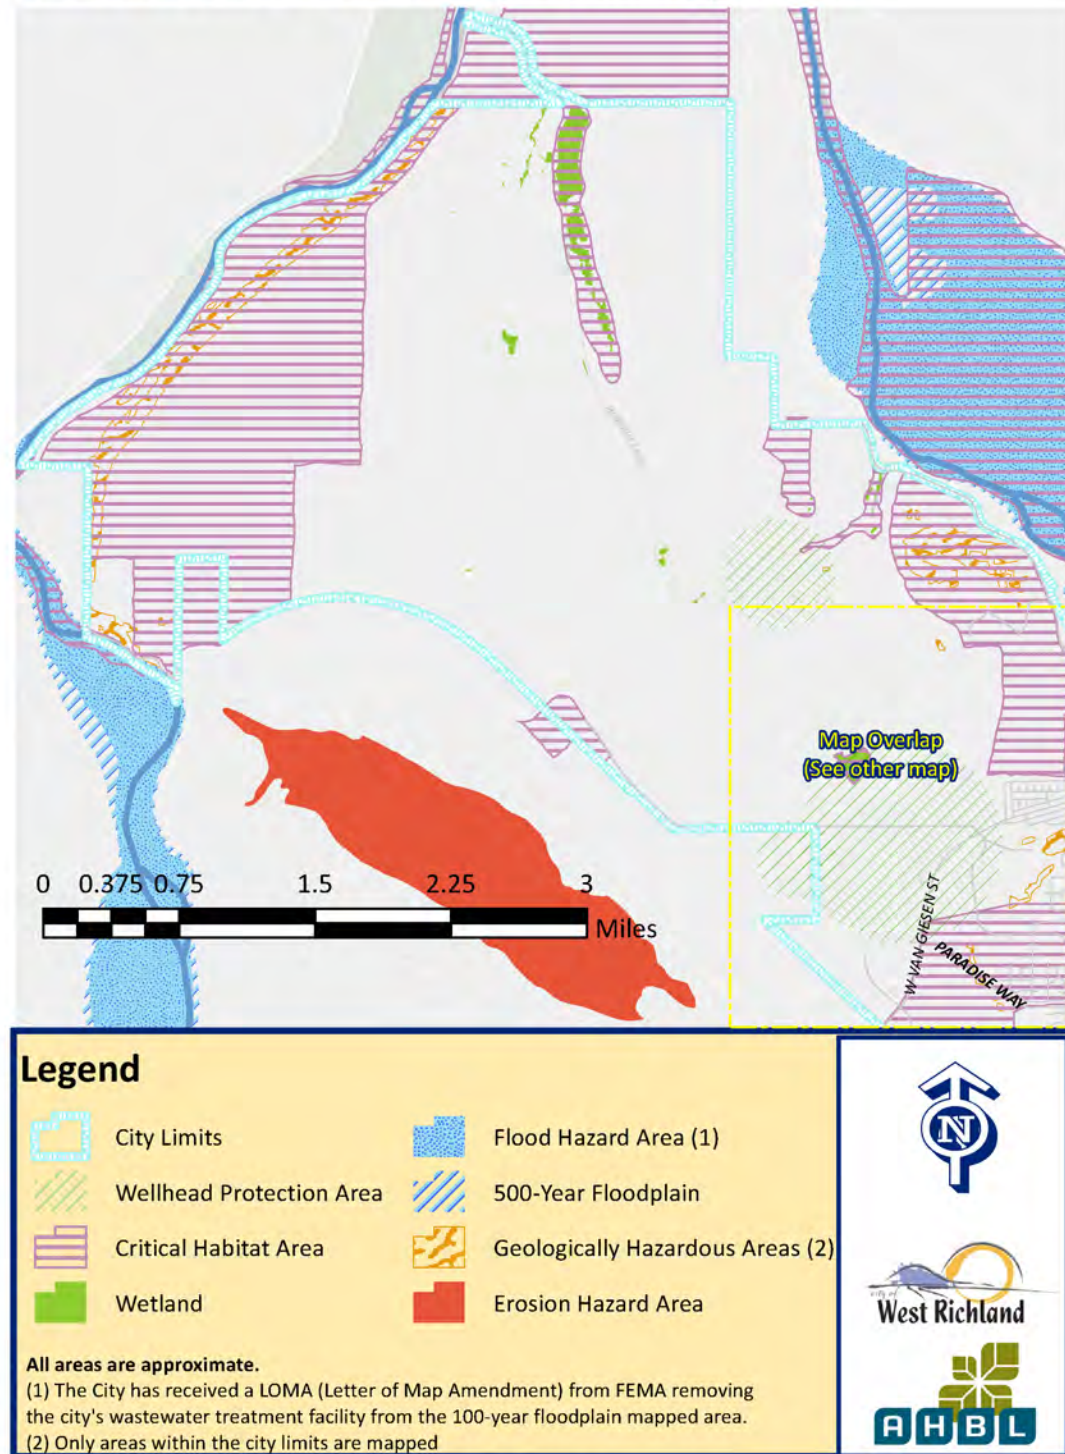 Map Overlap
(See other map)
0 0.375 0.75 1.5 2.25 3
Miles
W VAN GIESEN ST
PARADISE WAY
Legend
City Limits
Wellhead Protection Area
Critical Habitat Area
Wetland
Flood Hazard Area (1)
500-Year Floodplain
Geologically Hazardous Areas (2)
Erosion Hazard Area
All areas are approximate.
(1) The City has received a LOMA (Letter of Map Amendment) from FEMA removing
the city's wastewater treatment facility from the 100-year floodplain mapped area.
(2) Only areas within the city limits are mapped
N
city of
West Richland
AHBL